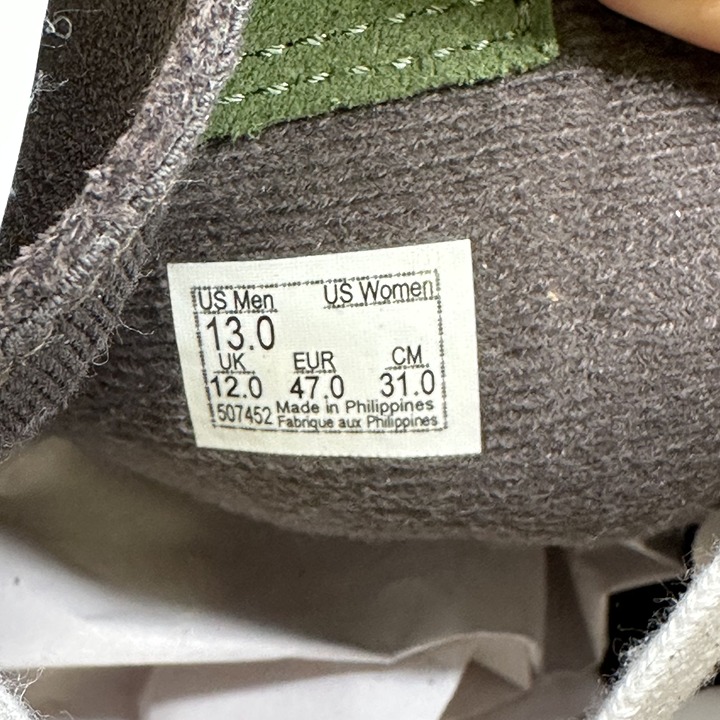 US Men US Women
13.0
UK EUR CM
12.0 47.0 31.0
507452 Made in Philippines
Fabrique aux Philippines